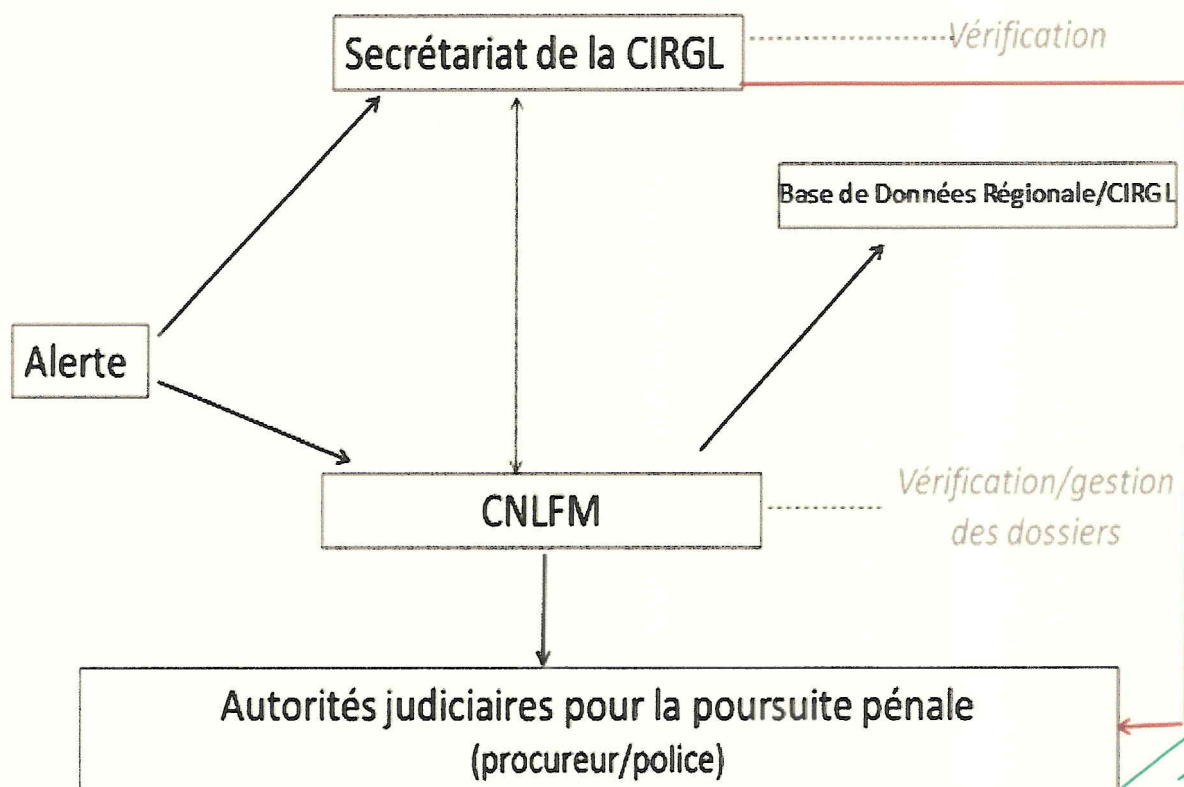 Secrétariat de la CIRGL
Vérification
Base de Données Régionale/CIRGL
Alerte
CNLFM
Vérification/gestion
des dossiers
Autorités judiciaires pour la poursuite pénale
(procureur/police)